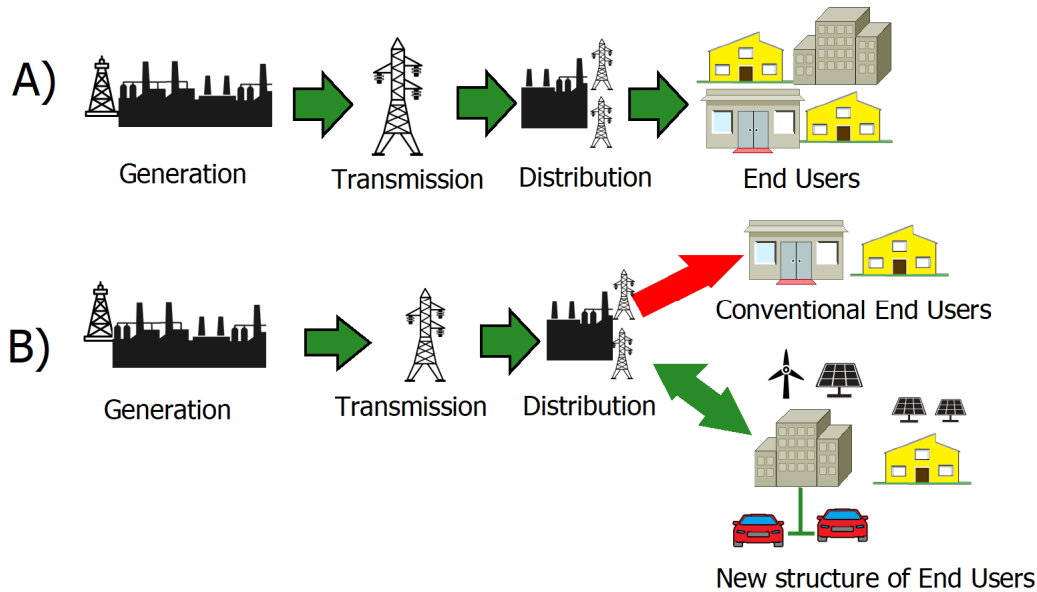 A)
Generation
Transmission
Distribution
End Users
B)
Generation
Transmission
Distribution
Conventional End Users
New structure of End Users